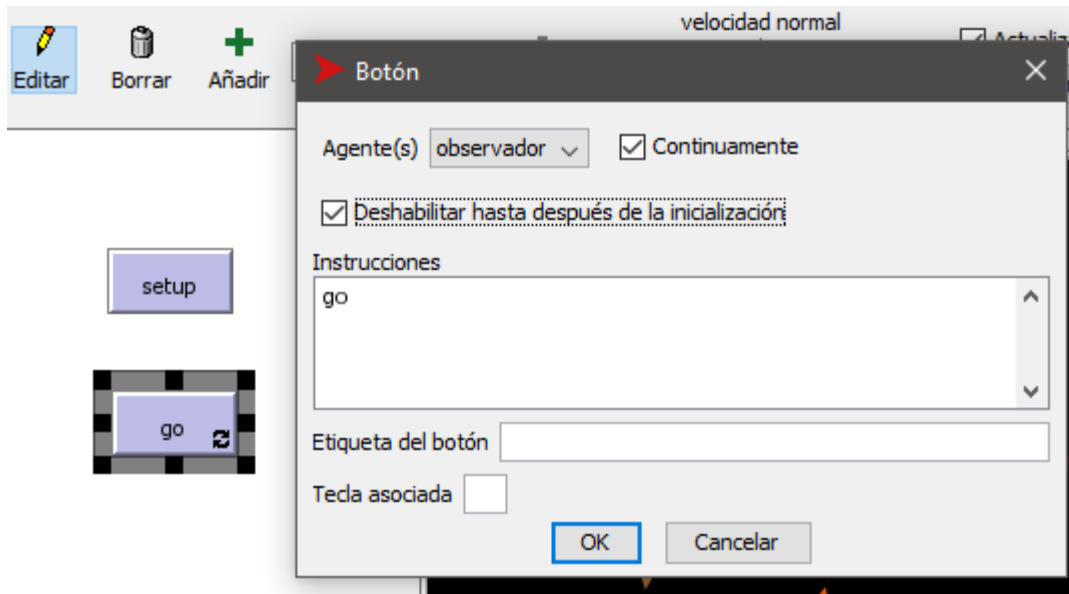 velocidad normal
Editar
Borrar
Añadir
Botón
Agente(s) observador Continuamente
Deshabilitar hasta después de la inicialización
Instrucciones
go
Etiqueta del botón
Tecla asociada
OK
Cancelar
setup
go